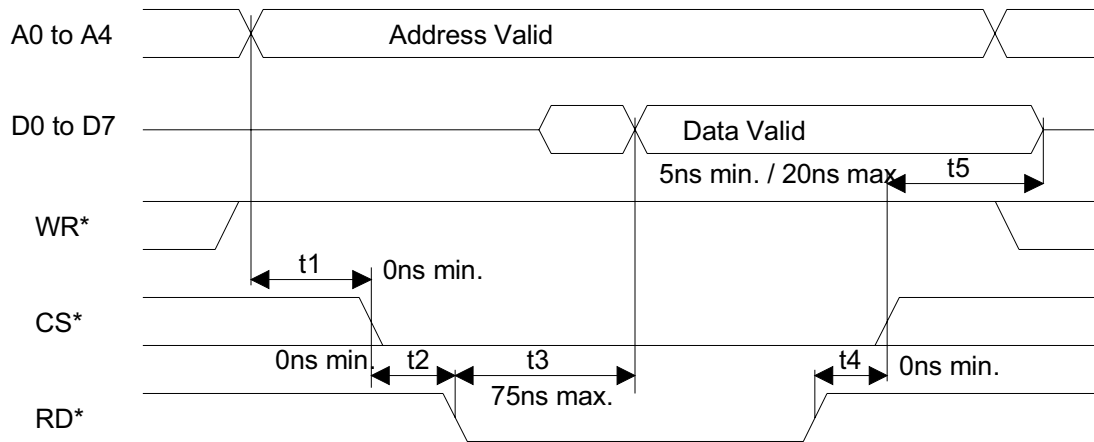 A0 to A4
Address Valid
D0 to D7
Data Valid
5ns min. / 20ns max
t5
WR*
t1
0ns min.
CS*
0ns min.
t2
t3
t4
0ns min.
75ns max.
RD*